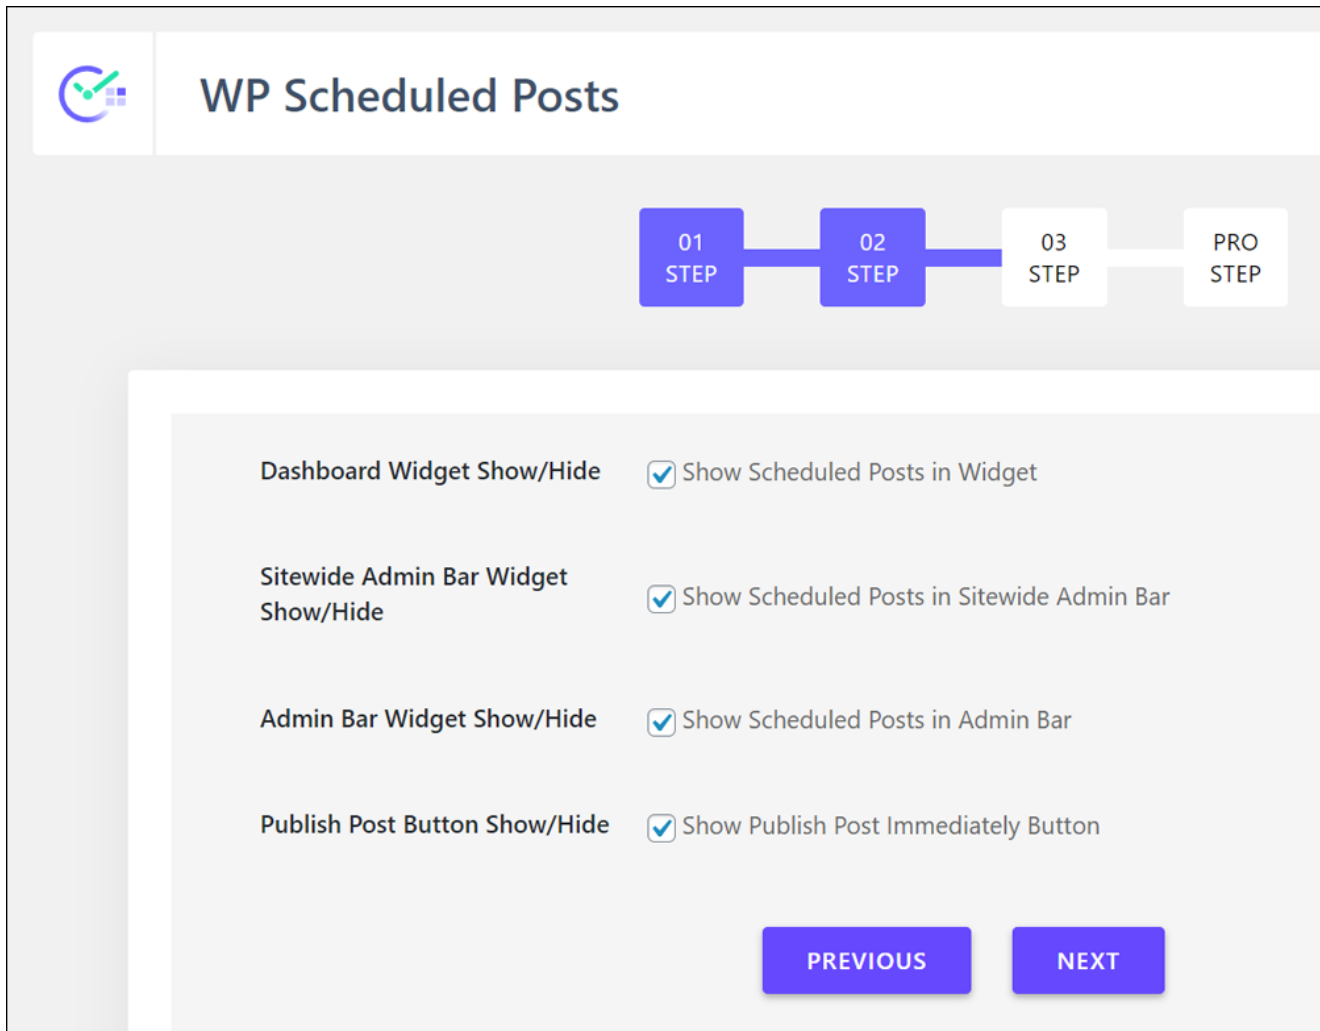 WP Scheduled Posts
01
STEP
02
STEP
03
STEP
PRO
STEP
Dashboard Widget Show/Hide
Show Scheduled Posts in Widget
Sitewide Admin Bar Widget
Show/Hide
Show Scheduled Posts in Sitewide Admin Bar
Admin Bar Widget Show/Hide
Show Scheduled Posts in Admin Bar
Publish Post Button Show/Hide
Show Publish Post Immediately Button
PREVIOUS
NEXT